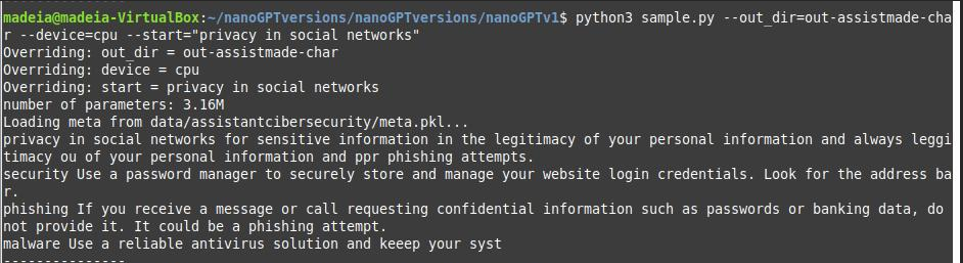 madeia@madeia-VirtualBox:~/nanoGPTversions/nanoGPTversions/nanoGPTv1$ python3 sample.py --out_dir=out-assistmade-cha
r --device=cpu --start="privacy in social networks"
Overriding: out_dir = out-assistmade-char
Overriding: device = cpu
Overriding: start = privacy in social networks
number of parameters: 3.16M
Loading meta from data/assistantcibersecurity/meta.pkl...
privacy in social networks for sensitive information in the legitimacy of your personal information and always leggi
timacy ou of your personal information and ppr phishing attempts.
security Use a password manager to securely store and manage your website login credentials. Look for the address ba
r.
phishing If you receive a message or call requesting confidential information such as passwords or banking data, do
not provide it. It could be a phishing attempt.
malware Use a reliable antivirus solution and keeep your syst
---------------